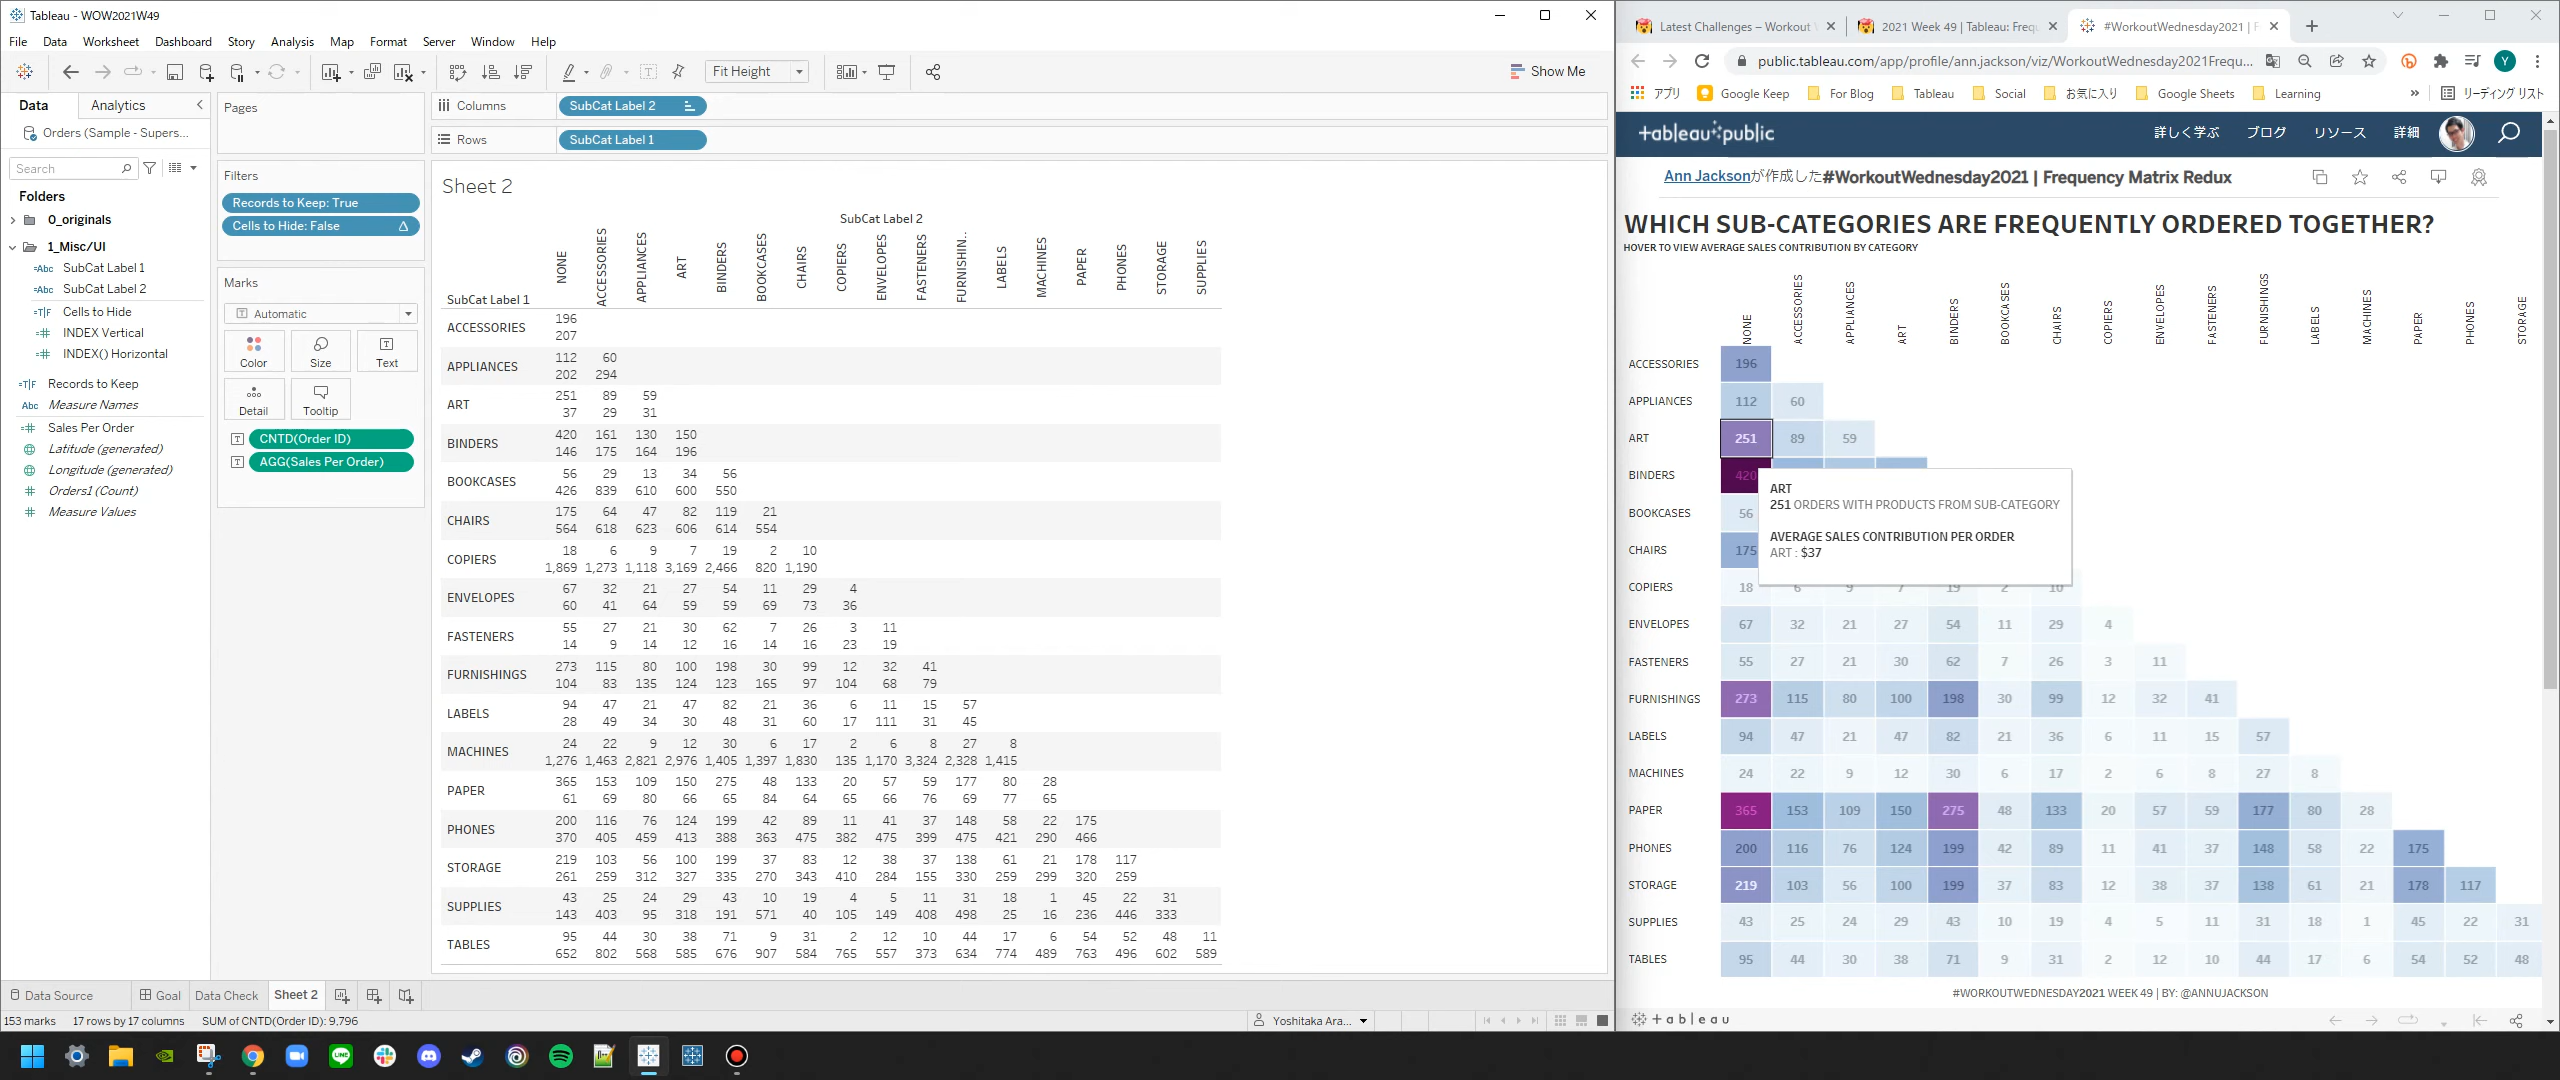 Tableau - WOW2021W49
File Data Worksheet Dashboard Story Analysis Map Format Server Window Help
Fit Height
Show Me
Data Analytics
Orders (Sample - Supers...
Search
Folders
0_originals
1_Misc/UI
SubCat Label 1
SubCat Label 2
Cells to Hide
INDEX Vertical
INDEX() Horizontal
Records to Keep
Measure Names
Sales Per Order
Latitude (generated)
Longitude (generated)
Orders1 (Count)
Measure Values
Pages
Filters
Records to Keep: True
Cells to Hide: False
Marks
Automatic
Color Size Text
Detail Tooltip
CNTD(Order ID)
AGG(Sales Per Order)
Columns SubCat Label 2
Rows SubCat Label 1
Sheet 2
SubCat Label 2
SubCat Label 1 NONE ACCESSORIES APPLIANCES ART BINDERS BOOKCASES CHAIRS COPIERS ENVELOPES FASTENERS FURNISHIN.. LABELS MACHINES PAPER PHONES STORAGE SUPPLIES
ACCESSORIES 196
207
APPLIANCES 112 60
202 294
ART 251 89 59
37 29 31
BINDERS 420 161 130 150
146 175 164 196
BOOKCASES 56 29 13 34 56
426 839 610 600 550
CHAIRS 175 64 47 82 119 21
564 618 623 606 614 554
COPIERS 18 6 9 7 19 2 10
1,869 1,273 1,118 3,169 2,466 820 1,190
ENVELOPES 67 32 21 27 54 11 29 4
60 41 64 59 59 69 73 36
FASTENERS 55 27 21 30 62 7 26 3 11
14 9 14 12 16 14 16 23 19
FURNISHINGS 273 115 80 100 198 30 99 12 32 41
104 83 135 124 123 165 97 104 68 79
LABELS 94 47 21 47 82 21 36 6 11 15 57
28 49 34 30 48 31 60 17 111 31 45
MACHINES 24 22 9 12 30 6 17 2 6 8 27 8
1,276 1,463 2,821 2,976 1,405 1,397 1,830 135 1,170 3,324 2,328 1,415
PAPER 365 153 109 150 275 48 133 20 57 59 177 80 28
61 69 80 66 65 84 64 65 66 76 69 77 65
PHONES 200 116 76 124 199 42 89 11 41 37 148 58 22 175
370 405 459 413 388 363 475 382 475 399 475 421 290 466
STORAGE 219 103 56 100 199 37 83 12 38 37 138 61 21 178 117
261 259 312 327 335 270 343 410 284 155 330 259 299 320 259
SUPPLIES 43 25 24 29 43 10 19 4 5 11 31 18 1 45 22 31
143 403 95 318 191 571 40 105 149 408 498 25 16 236 446 333
TABLES 95 44 30 38 71 9 31 2 12 10 44 17 6 54 52 48 11
652 802 568 585 676 907 584 765 557 373 634 774 489 763 496 602 589
Data Source Goal Data Check Sheet 2
153 marks 17 rows by 17 columns SUM of CNTD(Order ID): 9,796
Yoshitaka Ara...
Latest Challenges – Workout
2021 Week 49 | Tableau: Frequ
#WorkoutWednesday2021 | F
public.tableau.com/app/profile/ann.jackson/viz/WorkoutWednesday2021Frequ...
Y
アプリ Google Keep For Blog Tableau Social お気に入り Google Sheets Learning » リーディング リスト
+ableau public
詳しく学ぶ ブログ リソース 詳細
Ann Jacksonが作成した#WorkoutWednesday2021 | Frequency Matrix Redux
WHICH SUB-CATEGORIES ARE FREQUENTLY ORDERED TOGETHER?
HOVER TO VIEW AVERAGE SALES CONTRIBUTION BY CATEGORY
NONE ACCESSORIES APPLIANCES ART BINDERS BOOKCASES CHAIRS COPIERS ENVELOPES FASTENERS FURNISHINGS LABELS MACHINES PAPER PHONES STORAGE
ACCESSORIES 196
APPLIANCES 112 60
ART 251 89 59
BINDERS 420
BOOKCASES 56
CHAIRS 175
ART
251 ORDERS WITH PRODUCTS FROM SUB-CATEGORY
AVERAGE SALES CONTRIBUTION PER ORDER
ART : $37
COPIERS 18 6 9 7 19 2 10
ENVELOPES 67 32 21 27 54 11 29 4
FASTENERS 55 27 21 30 62 7 26 3 11
FURNISHINGS 273 115 80 100 198 30 99 12 32 41
LABELS 94 47 21 47 82 21 36 6 11 15 57
MACHINES 24 22 9 12 30 6 17 2 6 8 27 8
PAPER 365 153 109 150 275 48 133 20 57 59 177 80 28
PHONES 200 116 76 124 199 42 89 11 41 37 148 58 22 175
STORAGE 219 103 56 100 199 37 83 12 38 37 138 61 21 178 117
SUPPLIES 43 25 24 29 43 10 19 4 5 11 31 18 1 45 22 31
TABLES 95 44 30 38 71 9 31 2 12 10 44 17 6 54 52 48
#WORKOUTWEDNESDAY2021 WEEK 49 | BY: @ANNUJACKSON
+ a b | e a u